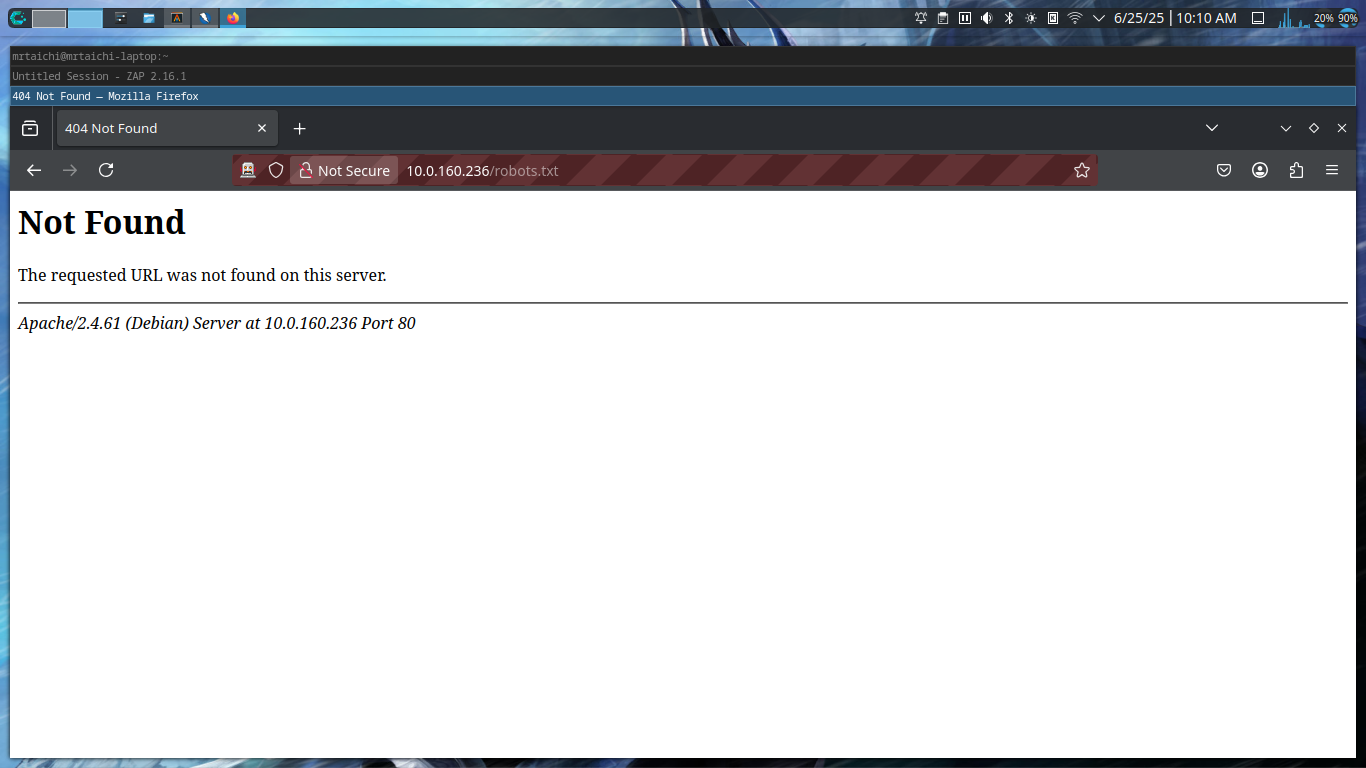 6/25/25 | 10:10 AM
20% 90%
mrtaichi@mrtaichi-laptop:~
Untitled Session - ZAP 2.16.1
404 Not Found — Mozilla Firefox
404 Not Found
Not Secure 10.0.160.236/robots.txt
Not Found
The requested URL was not found on this server.
Apache/2.4.61 (Debian) Server at 10.0.160.236 Port 80